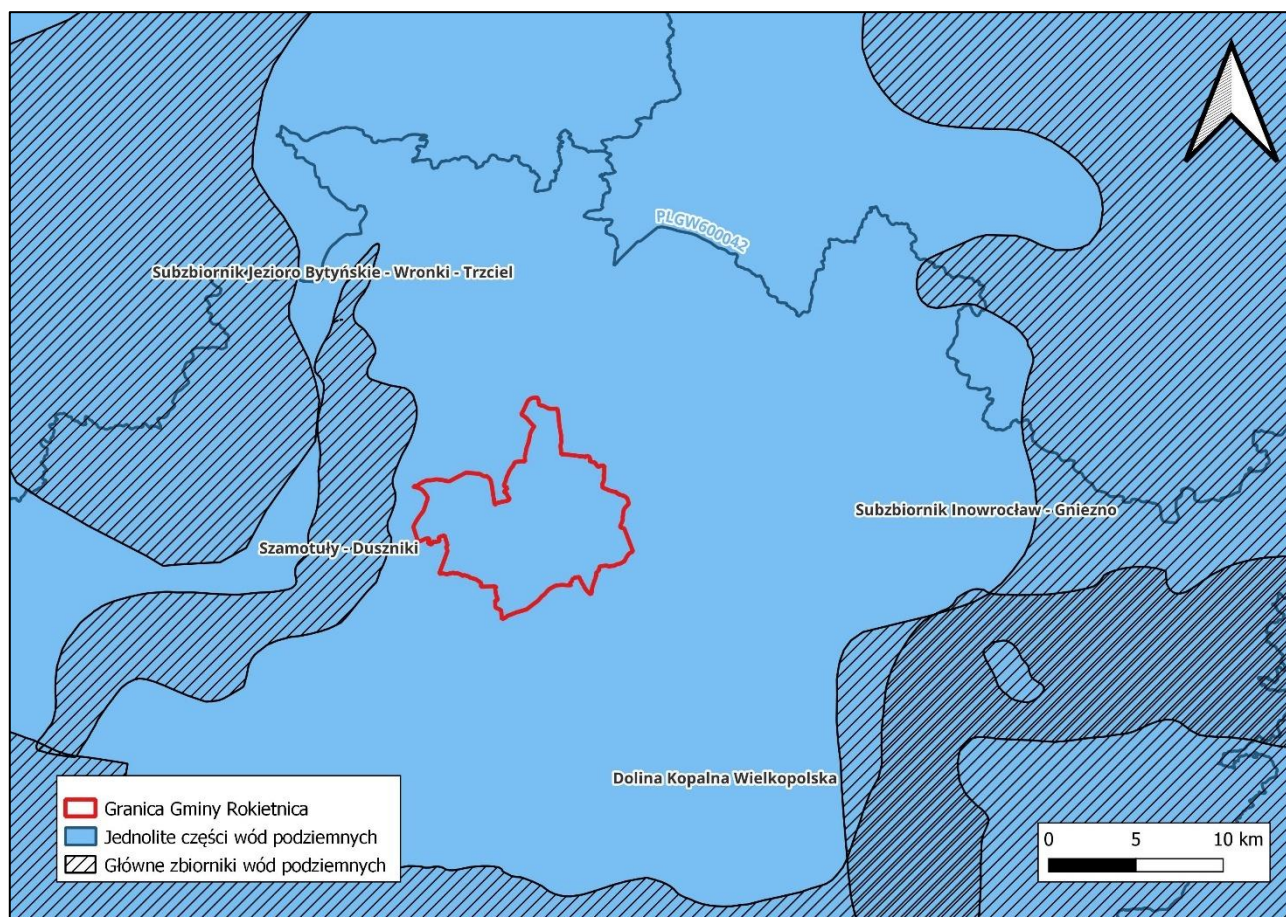 PLGW600042
Subzbiornik Jezioro Bytyńskie - Wronki - Trzciel
Subzbiornik Inowrocław - Gniezno
Szamotuły - Duszniki
Dolina Kopalna Wielkopolska
Granica Gminy Rokietnica
Jednolite części wód podziemnych
Główne zbiorniki wód podziemnych
0 5 10 km